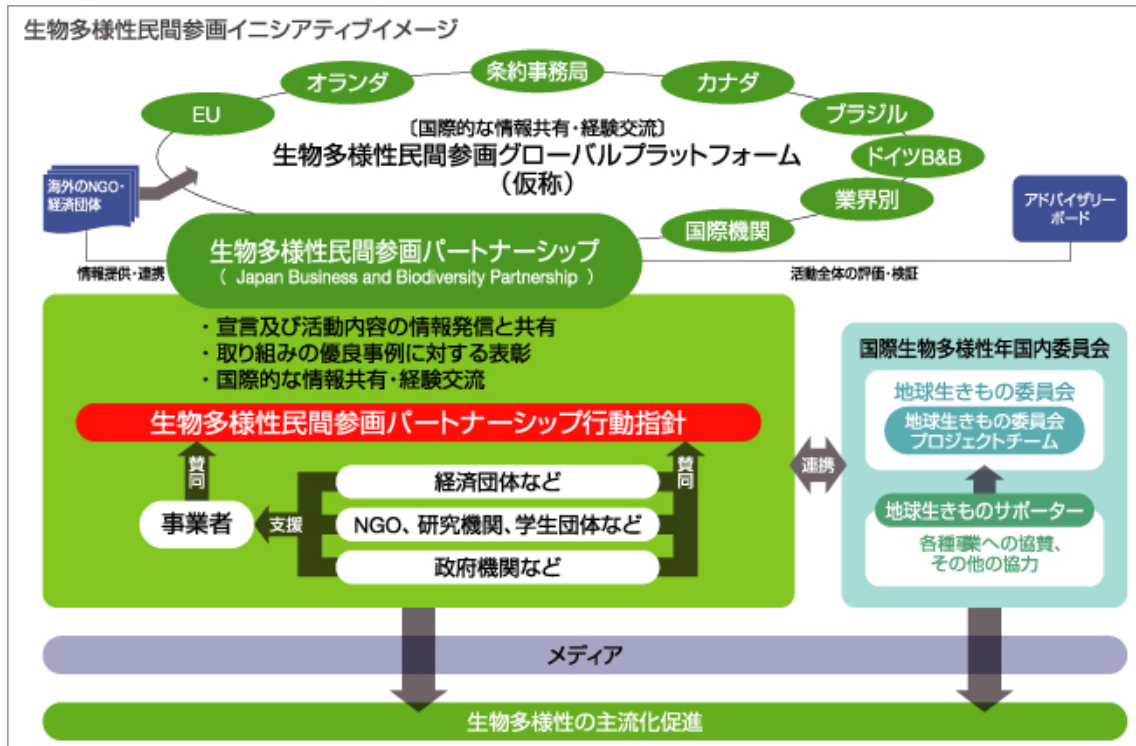 生物多様性民間参画イニシアティブイメージ
条約事務局
オランダ
カナダ
EU
ブラジル
〔国際的な情報共有・経験交流〕
生物多様性民間参画グローバルプラットフォーム
（仮称）
ドイツB&B
海外のNGO・
経済団体
業界別
アドバイザリー
ボード
国際機関
生物多様性民間参画パートナーシップ
（ Japan Business and Biodiversity Partnership ）
情報提供・連携
活動全体の評価・検証
・宣言及び活動内容の情報発信と共有
・取り組みの優良事例に対する表彰
・国際的な情報共有・経験交流
生物多様性民間参画パートナーシップ行動指針
賛同
賛同
経済団体など
事業者
支援
NGO、研究機関、学生団体など
政府機関など
連携
国際生物多様性年国内委員会
地球生きもの委員会
地球生きもの委員会
プロジェクトチーム
地球生きものサポーター
各種事業への協賛、
その他の協力
メディア
生物多様性の主流化促進